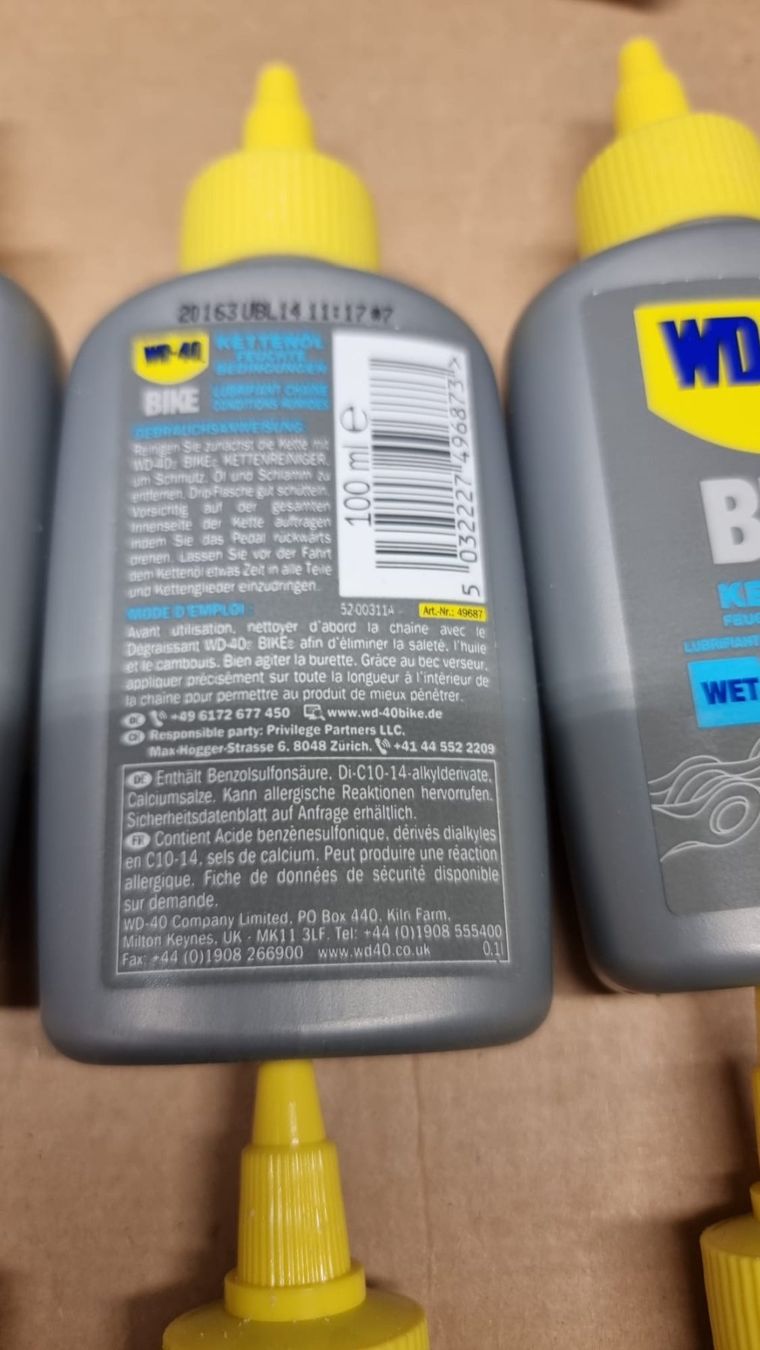 20163UBL14 11:17 #7
WD-40
KETTENÖL
FEUCHTE
BEDINGUNGEN
BIKE
LUBRIFIANT CHAÎNE
CONDITIONS HUMIDES
GEBRAUCHSANWEISUNG:
Reinigen Sie zunächst die Kette mit
WD-40® BIKE® KETTENREINIGER,
um Schmutz, Öl und Schlamm zu
entfernen. Drip-Flasche gut schütteln.
Vorsichtig auf der gesamten
Innenseite der Kette auftragen
indem Sie das Pedal rückwärts
drehen. Lassen Sie vor der Fahrt
dem Kettenöl etwas Zeit in alle Teile
und Kettenglieder einzudringen.
100 ml e
5 032227 496873 >
52-003114
Art.-Nr.: 49687
MODE D'EMPLOI :
Avant utilisation, nettoyer d'abord la chaîne avec le
Dégraissant WD-40® BIKE® afin d'éliminer la saleté, l'huile
et le cambouis. Bien agiter la burette. Grâce au bec verseur,
appliquer précisément sur toute la longueur à l'intérieur de
la chaîne pour permettre au produit de mieux pénétrer.
DE +49 6172 677 450 www.wd-40bike.de
CH Responsible party: Privilege Partners LLC.
Max-Högger-Strasse 6, 8048 Zürich, +41 44 552 2209
DE Enthält Benzolsulfonsäure, Di-C10-14-alkylderivate,
Calciumsalze. Kann allergische Reaktionen hervorrufen.
Sicherheitsdatenblatt auf Anfrage erhältlich.
FR Contient Acide benzènesulfonique, dérivés dialkyles
en C10-14, sels de calcium. Peut produire une réaction
allergique. Fiche de données de sécurité disponible
sur demande.
WD-40 Company Limited, PO Box 440, Kiln Farm,
Milton Keynes, UK - MK11 3LF. Tel: +44 (0)1908 555400
Fax: +44 (0)1908 266900 www.wd40.co.uk 0.1l
WD
B
KE
FEUC
LUBRIFIANT
WET